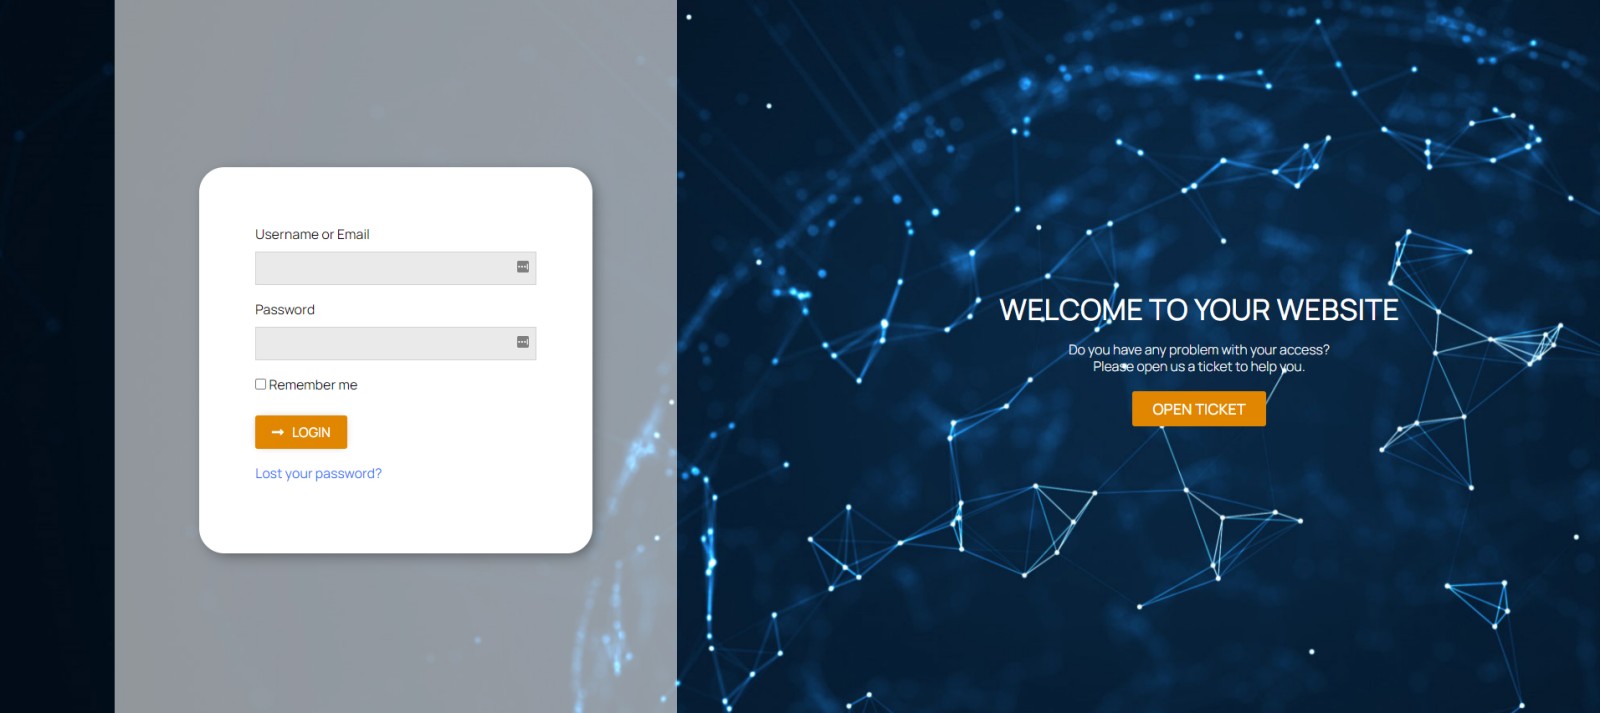 Username or Email
Password
Remember me
LOGIN
Lost your password?
WELCOME TO YOUR WEBSITE
Do you have any problem with your access?
Please open us a ticket to help you.
OPEN TICKET